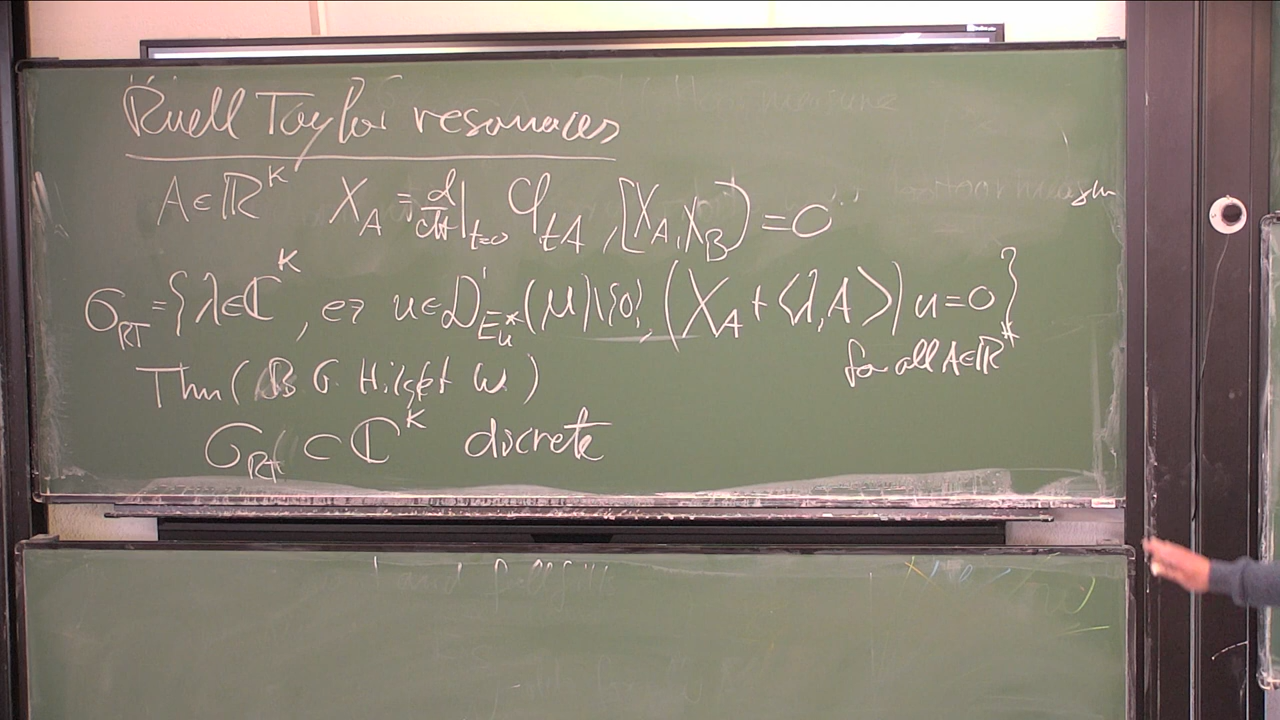 Ruell Taylor resonances
A∈ℝ^K X_A = d/dt|_{t=0} φ_{tA}, [X_A, X_B] = 0
σ_RT = { λ∈ℂ^K, ex u∈D'_{E_u^*}(M)\{0}, (X_A + <λ, A>) u = 0 }
for all A∈ℝ^K
Thm (B G. Hilgert W.)
σ_RT ⊂ ℂ^K discrete